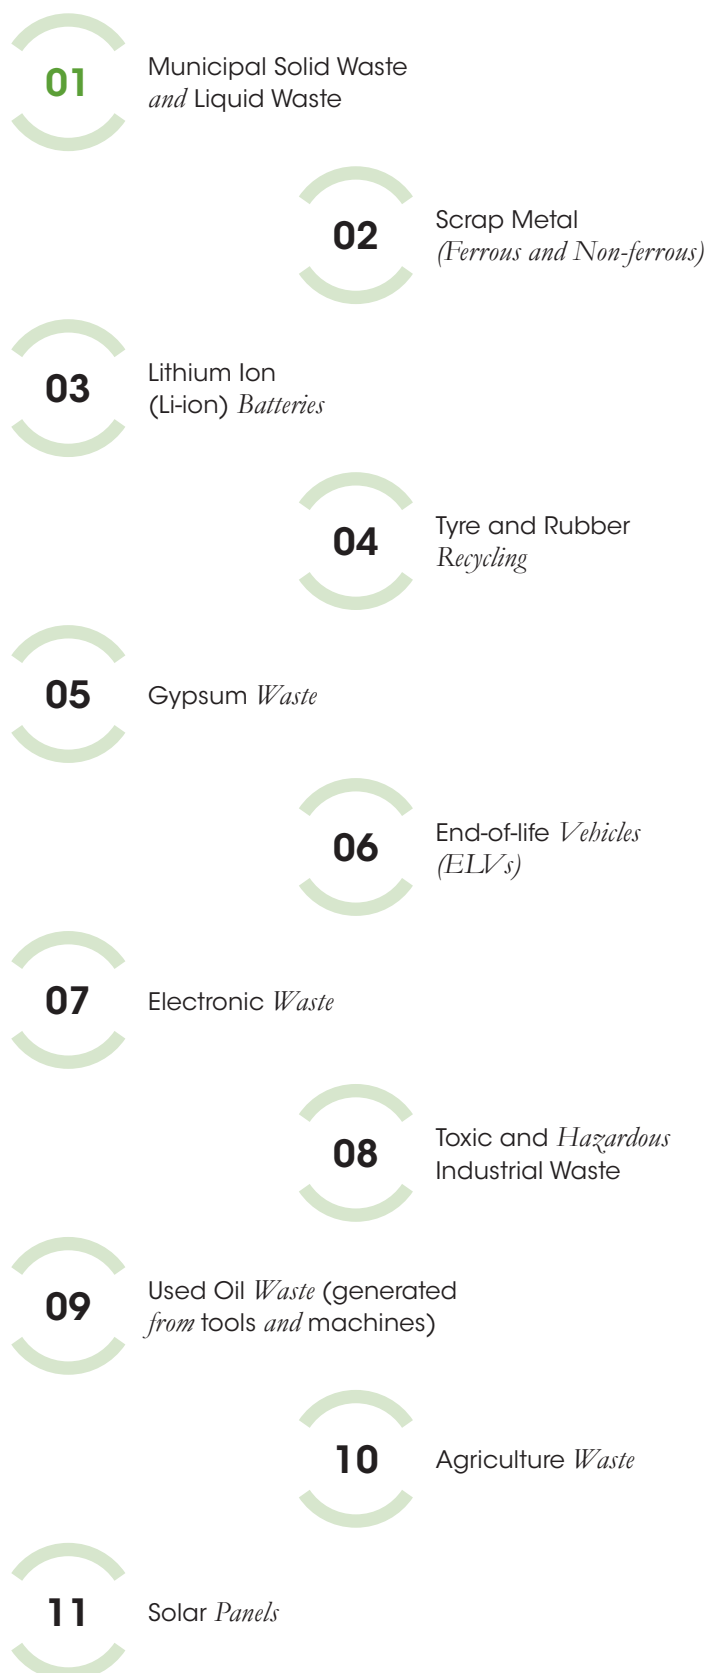 01
Municipal Solid Waste
and Liquid Waste
02
Scrap Metal
(Ferrous and Non-ferrous)
03
Lithium Ion
(Li-ion) Batteries
04
Tyre and Rubber
Recycling
05
Gypsum Waste
06
End-of-life Vehicles
(ELVs)
07
Electronic Waste
08
Toxic and Hazardous
Industrial Waste
09
Used Oil Waste (generated
from tools and machines)
10
Agriculture Waste
11
Solar Panels